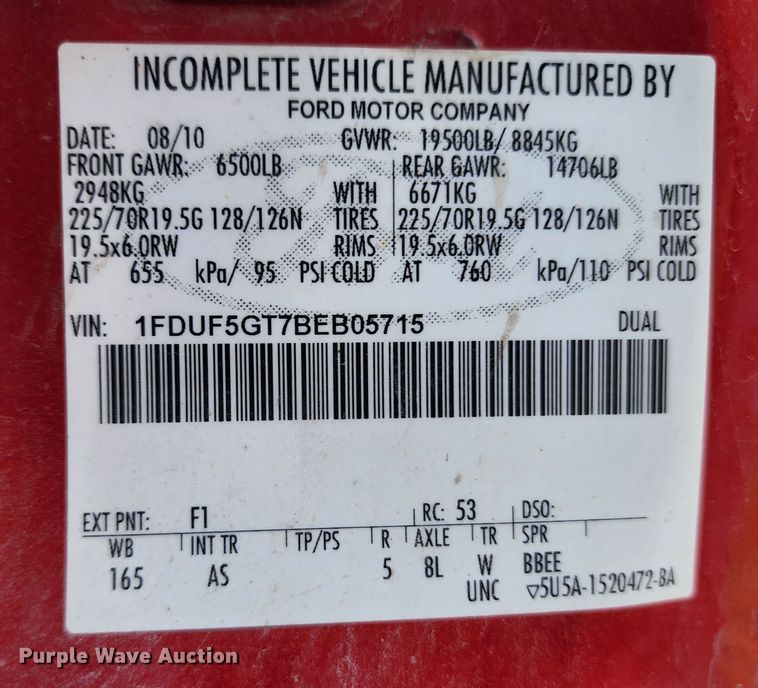 INCOMPLETE VEHICLE MANUFACTURED BY
FORD MOTOR COMPANY
DATE: 08/10 GVWR: 19500LB/ 8845KG
FRONT GAWR: 6500LB REAR GAWR: 14706LB
2948KG WITH 6671KG WITH
225/70R19.5G 128/126N TIRES 225/70R19.5G 128/126N TIRES
19.5x6.0RW RIMS 19.5x6.0RW RIMS
AT 655 kPa/ 95 PSI COLD AT 760 kPa/110 PSI COLD
VIN: 1FDUF5GT7BEB05715 DUAL
EXT PNT: F1 RC: 53 DSO:
WB INT TR TP/PS R AXLE TR SPR
165 AS 5 8L W BBEE
UNC ▽5U5A-1520472-BA
Purple Wave Auction